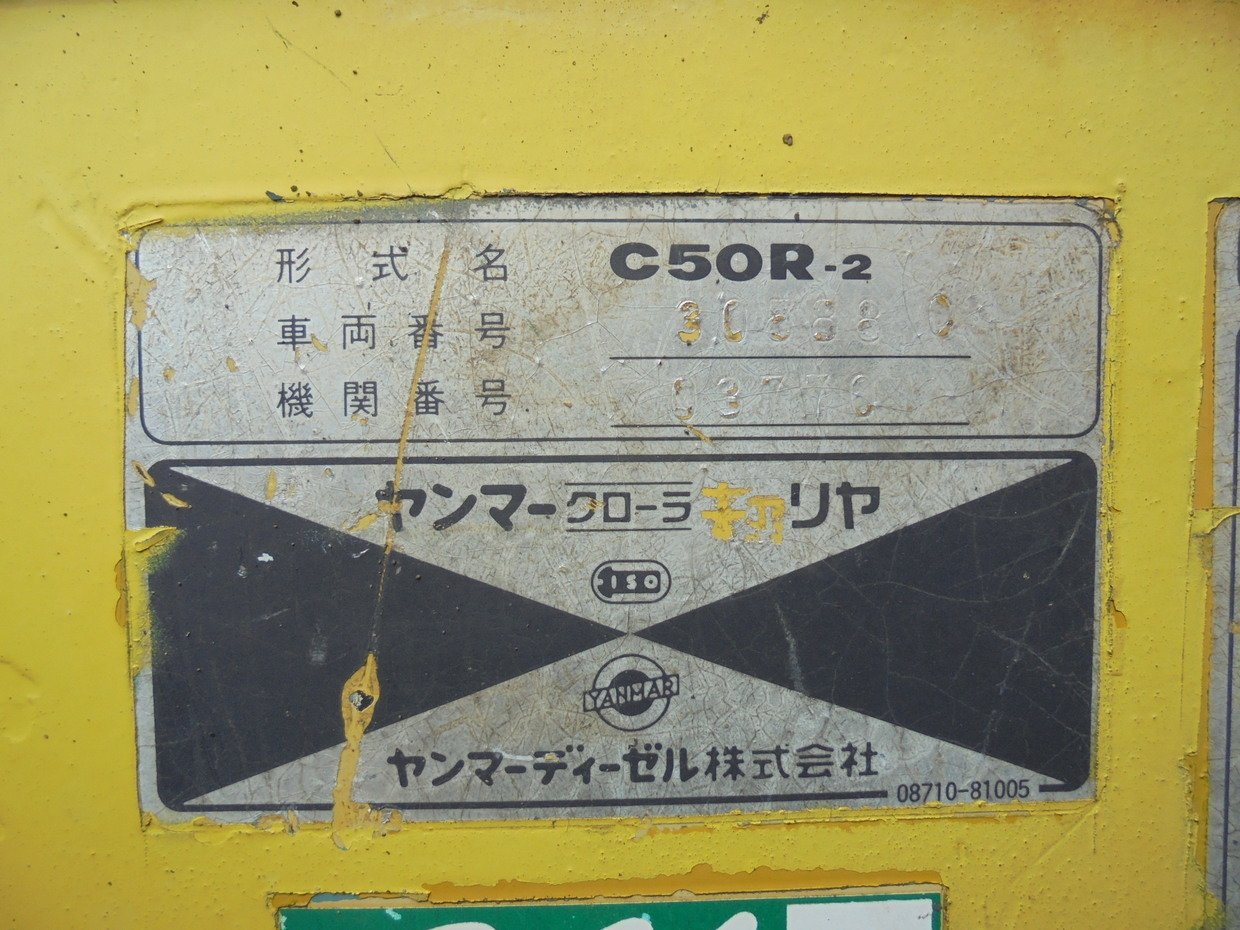 形式名 C50R-2
車両番号
機関番号
ヤンマークローラキャリヤ
ISO
YANMAR
ヤンマーディーゼル株式会社
08710-81005